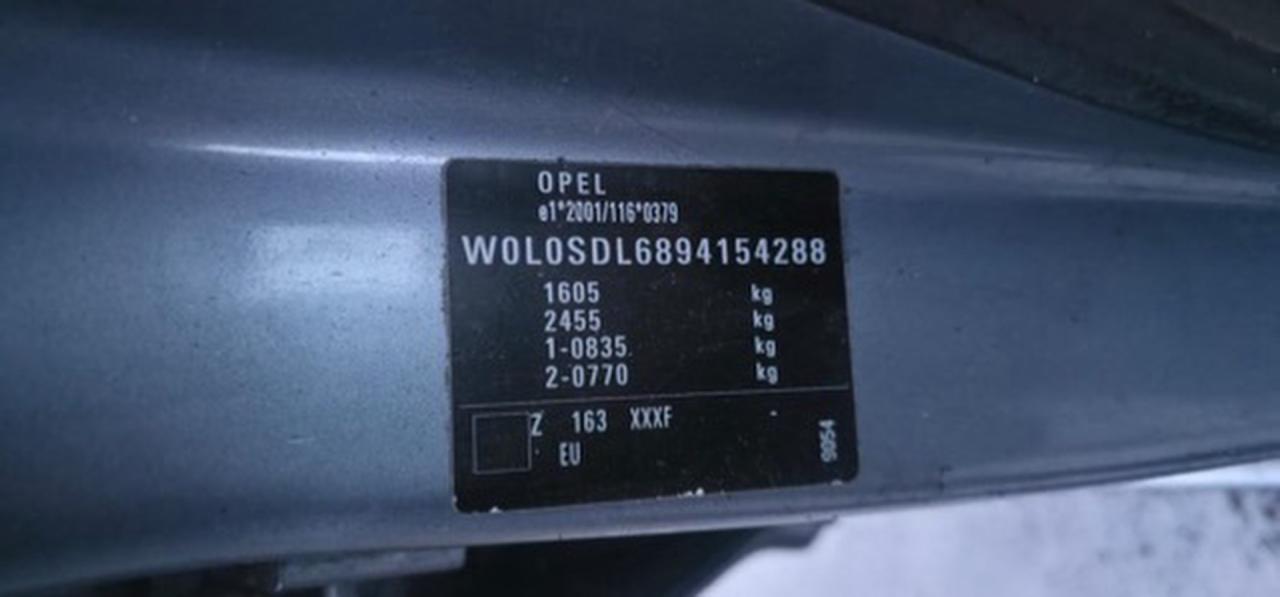 OPEL
e1*2001/116*0379
W0L0SDL6894154288
1605 kg
2455 kg
1-0835 kg
2-0770 kg
Z 163 XXXF -
EU
9054